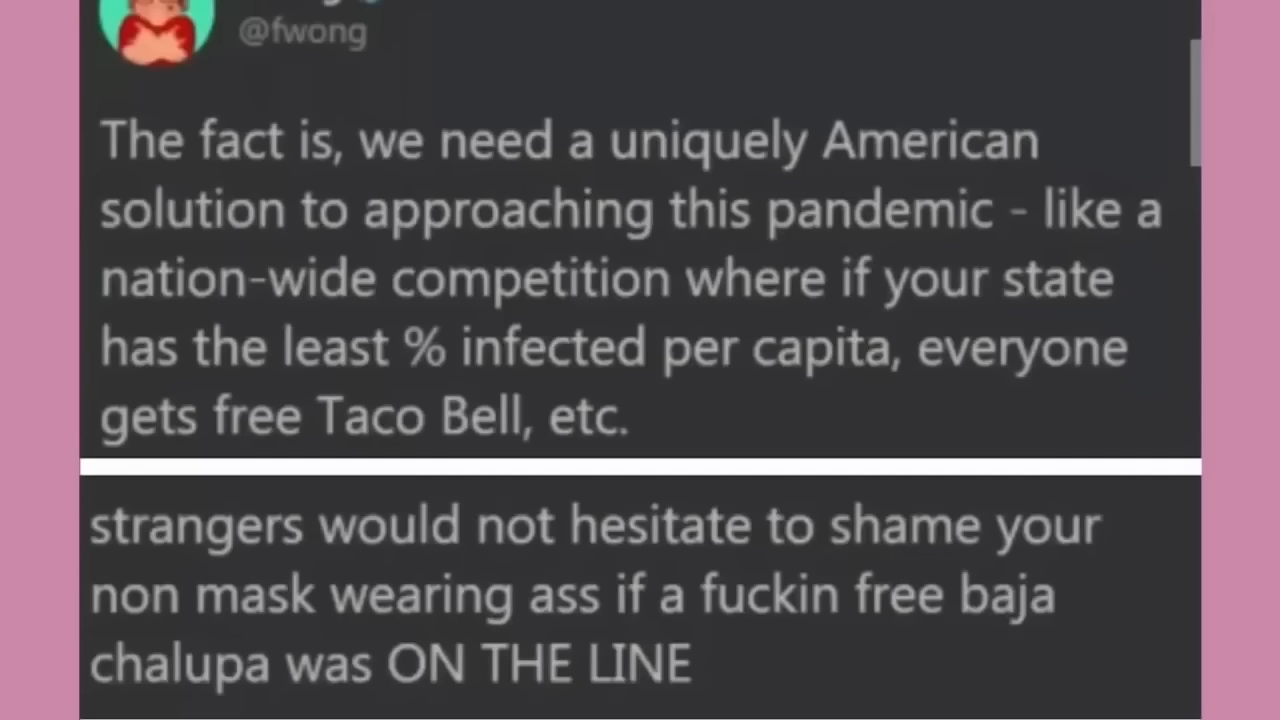 @fwong
The fact is, we need a uniquely American
solution to approaching this pandemic - like a
nation-wide competition where if your state
has the least % infected per capita, everyone
gets free Taco Bell, etc.
strangers would not hesitate to shame your
non mask wearing ass if a fuckin free baja
chalupa was ON THE LINE